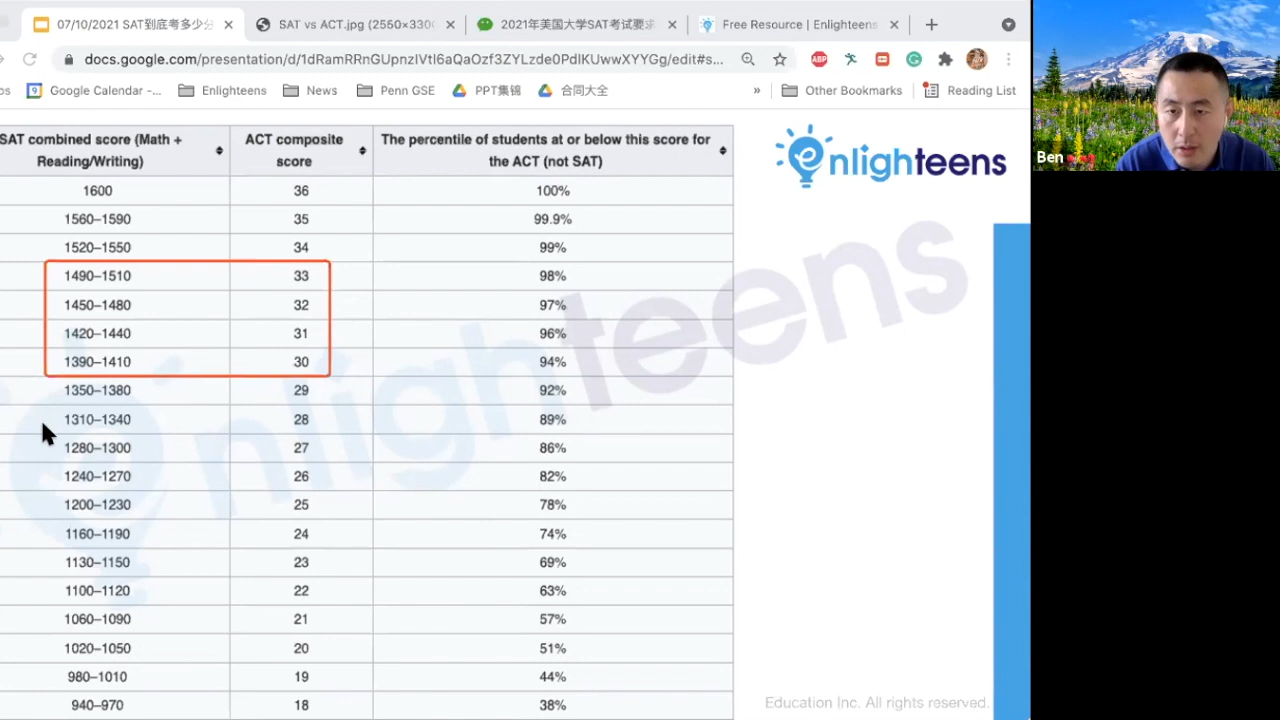 07/10/2021 SAT到底考多少分
SAT vs ACT.jpg (2560×3300
2021年美国大学SAT考试要求
Free Resource | Enlighteens
docs.google.com/presentation/d/1dRamRRnGUpnzIVtI6aQaOzf3ZYLzde0PdIKUwwXYYGg/edit#s...
ABP
os
9
Google Calendar -...
Enlighteens
News
Penn GSE
PPT集锦
合同大全
»
Other Bookmarks
Reading List
SAT combined score (Math + Reading/Writing)
ACT composite score
The percentile of students at or below this score for the ACT (not SAT)
1600 36 100%
1560–1590 35 99.9%
1520–1550 34 99%
1490–1510 33 98%
1450–1480 32 97%
1420–1440 31 96%
1390–1410 30 94%
1350–1380 29 92%
1310–1340 28 89%
1280–1300 27 86%
1240–1270 26 82%
1200–1230 25 78%
1160–1190 24 74%
1130–1150 23 69%
1100–1120 22 63%
1060–1090 21 57%
1020–1050 20 51%
980–1010 19 44%
940–970 18 38%
enlighteens
enlighteens
Education Inc. All rights reserved.
Ben